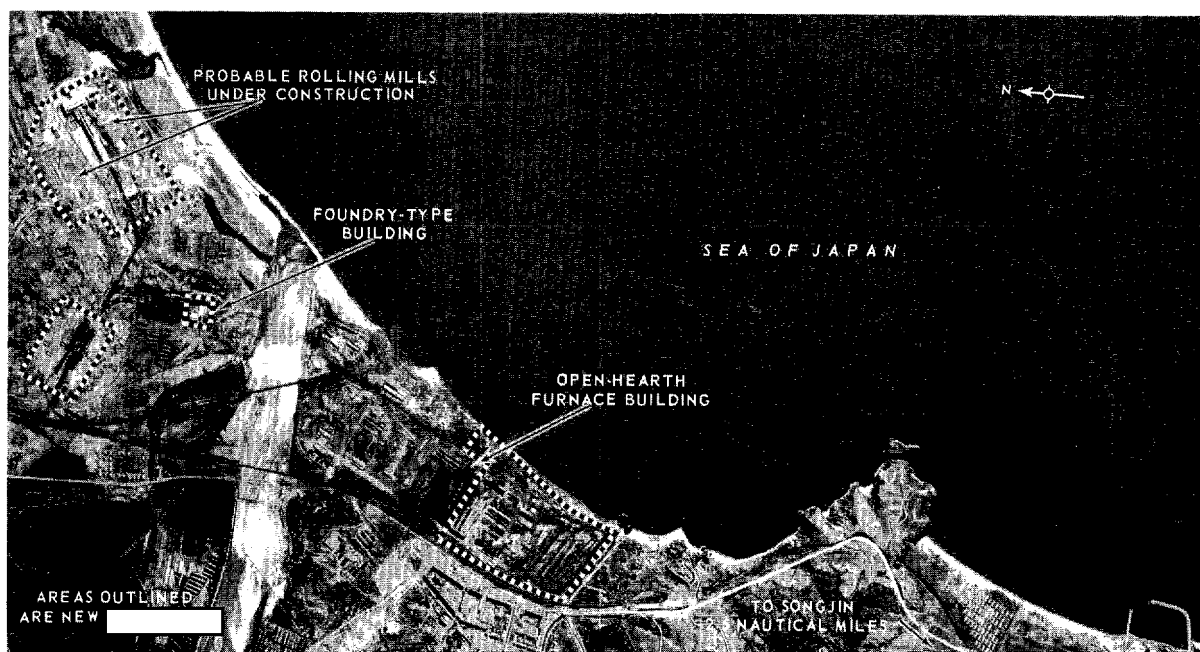 PROBABLE ROLLING MILLS
UNDER CONSTRUCTION
N
FOUNDRY-TYPE
BUILDING
SEA OF JAPAN
OPEN-HEARTH
FURNACE BUILDING
AREAS OUTLINED
ARE NEW
TO SONGJIN
NAUTICAL MILES